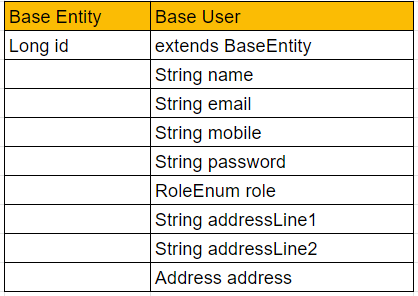 Base Entity Base User
Long id extends BaseEntity
String name
String email
String mobile
String password
RoleEnum role
String addressLine1
String addressLine2
Address address